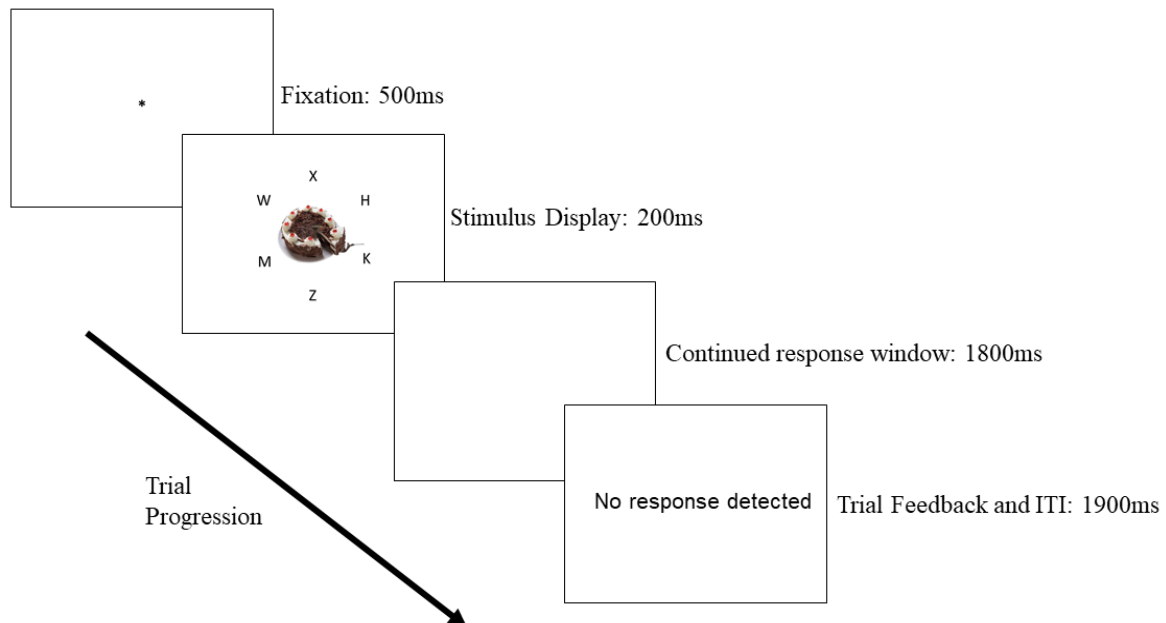 *
Fixation: 500ms
X
W
H
Stimulus Display: 200ms
M
K
Z
Continued response window: 1800ms
Trial
Progression
No response detected
Trial Feedback and ITI: 1900ms